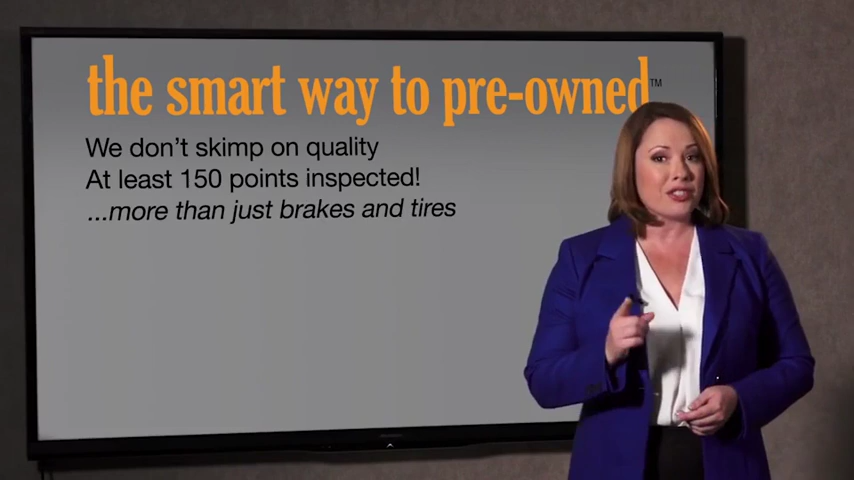 the smart way to pre-owned™
We don't skimp on quality
At least 150 points inspected!
...more than just brakes and tires